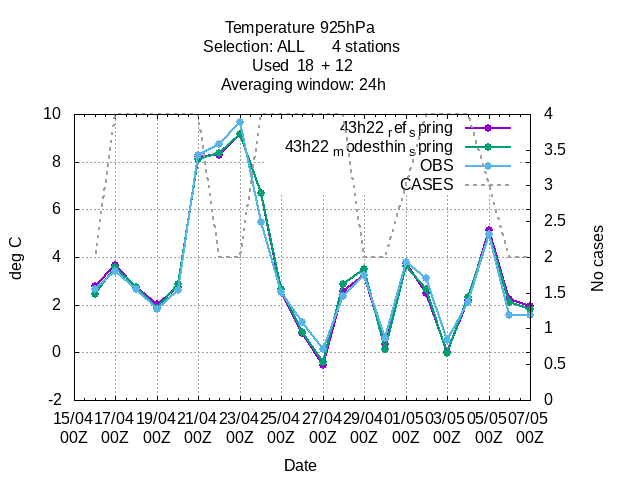 Temperature 925hPa
Selection: ALL 4 stations
Used 18 + 12
Averaging window: 24h
10 8 6 4 2 0 -2
deg C
43h22 ref spring
43h22 modesthin spring
OBS
CASES
4 3.5 3 2.5 2 1.5 1 0.5 0
No cases
15/04 17/04 19/04 21/04 23/04 25/04 27/04 29/04 01/05 03/05 05/05 07/05
00Z 00Z 00Z 00Z 00Z 00Z 00Z 00Z 00Z 00Z 00Z 00Z
Date